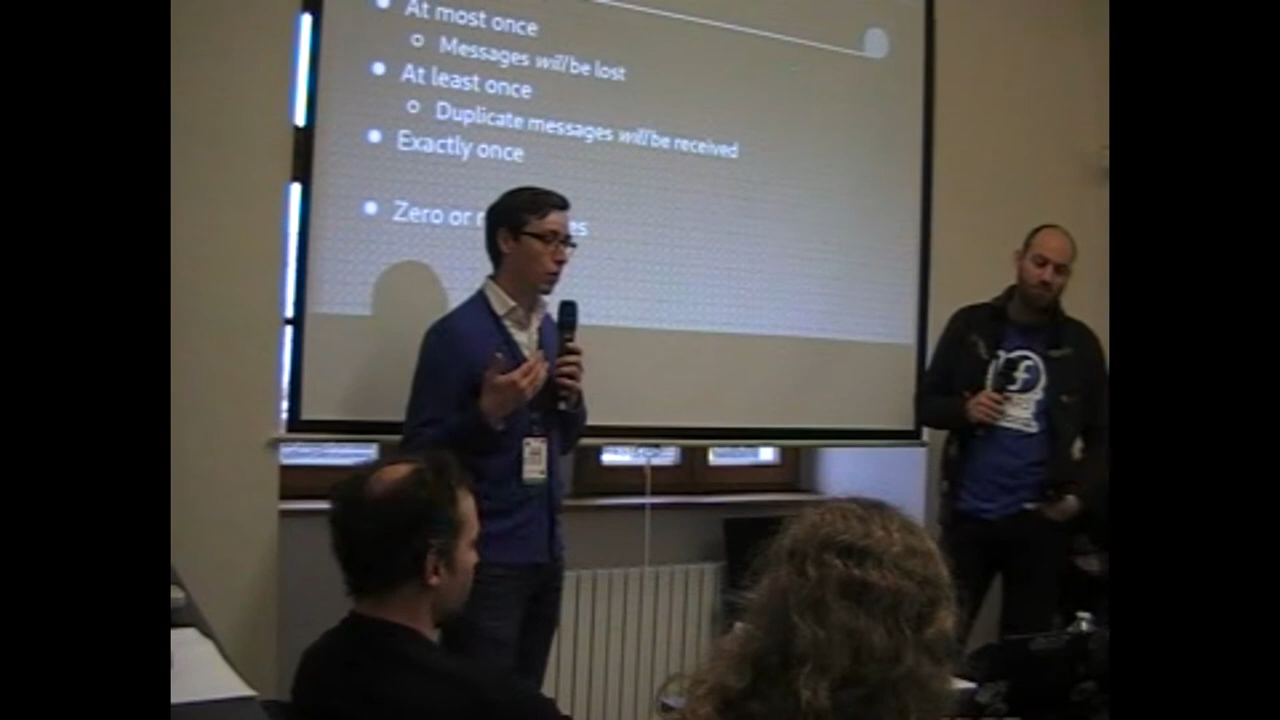 At most once
Messages will be lost
At least once
Duplicate messages will be received
Exactly once
Zero or
f